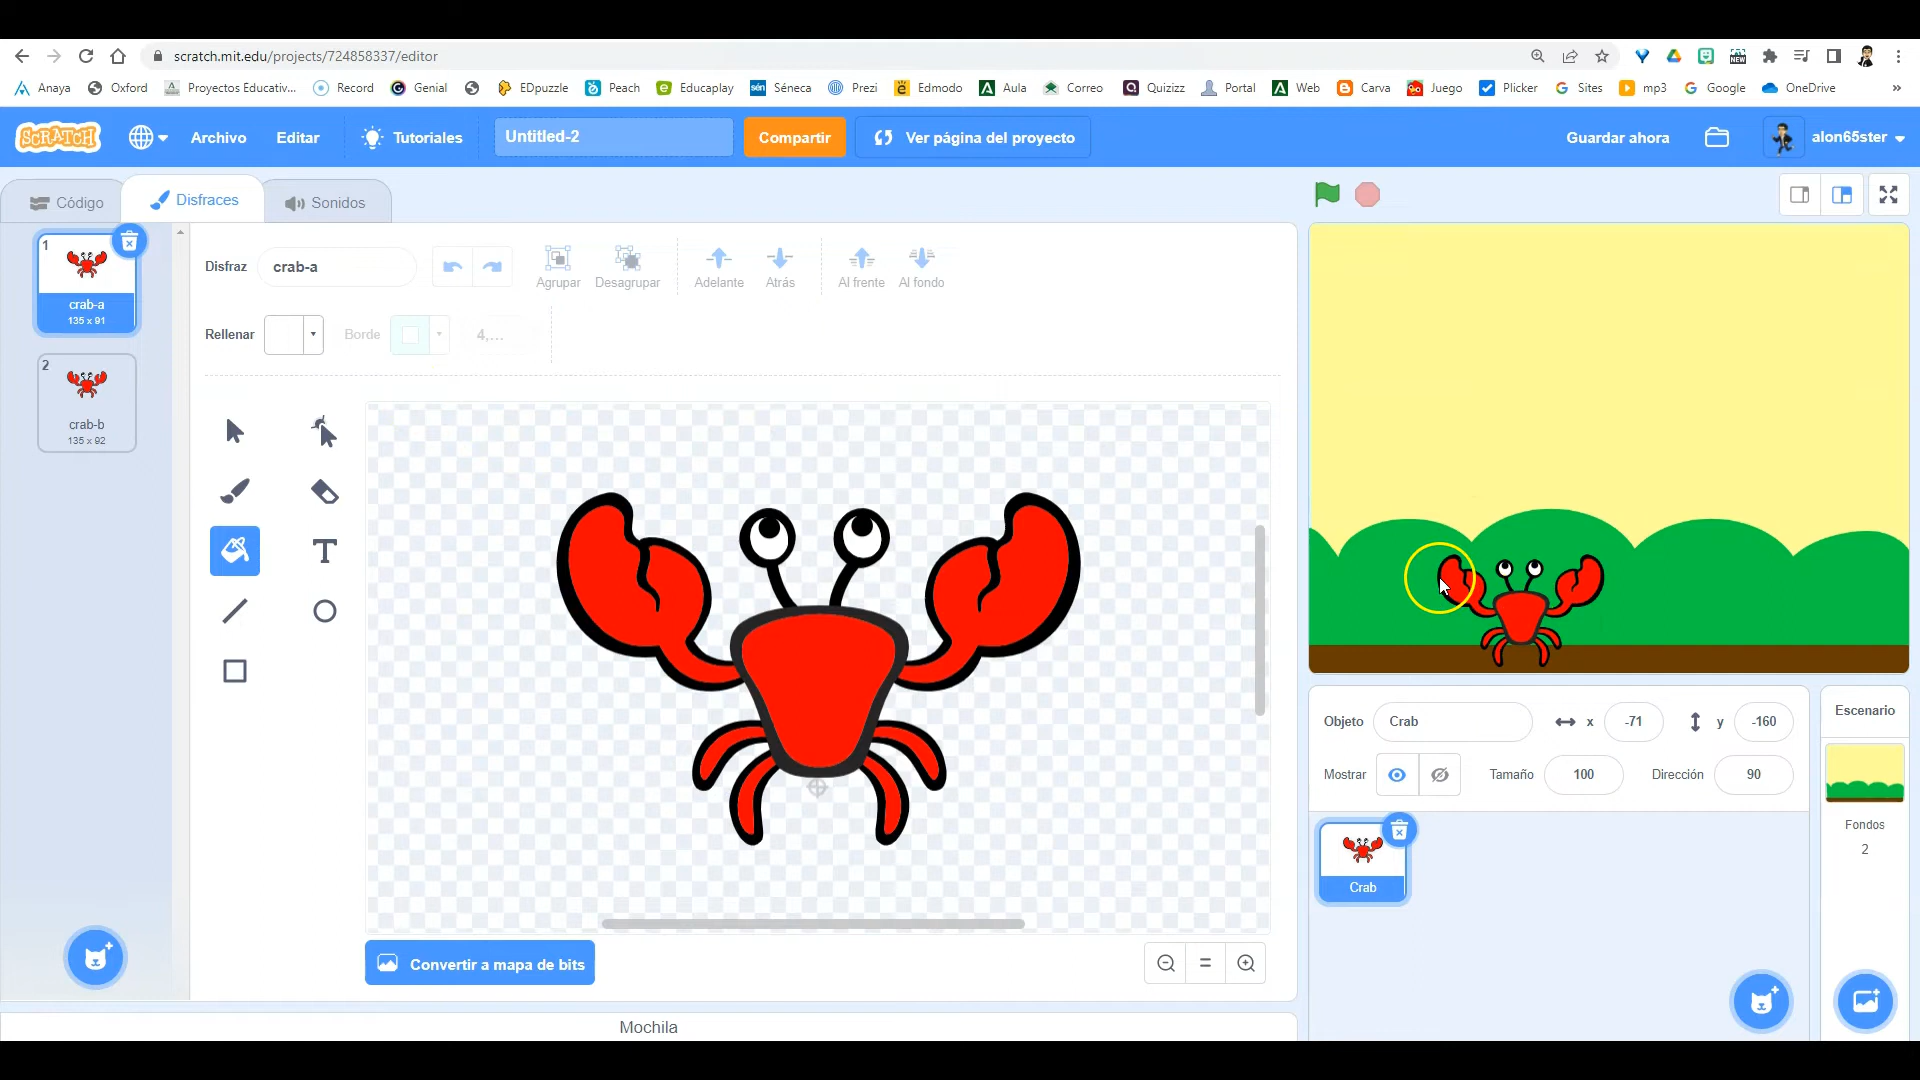 scratch.mit.edu/projects/724858337/editor
Anaya Oxford Proyectos Educativ... Record Genial EDpuzzle Peach Educaplay sén Séneca Prezi Edmodo Aula Correo Quizizz Portal Web Carva Juego Plicker Sites mp3 Google OneDrive »
SCRATCH Archivo Editar Tutoriales Untitled-2 Compartir Ver página del proyecto Guardar ahora alon65ster
Código Disfraces Sonidos
1
crab-a
135 x 91
2
crab-b
135 x 92
Disfraz crab-a
Agrupar Desagrupar Adelante Atrás Al frente Al fondo
Rellenar Borde 4,...
T
Convertir a mapa de bits
Mochila
Objeto Crab x -71 y -160
Mostrar Tamaño 100 Dirección 90
Crab
Escenario
Fondos
2